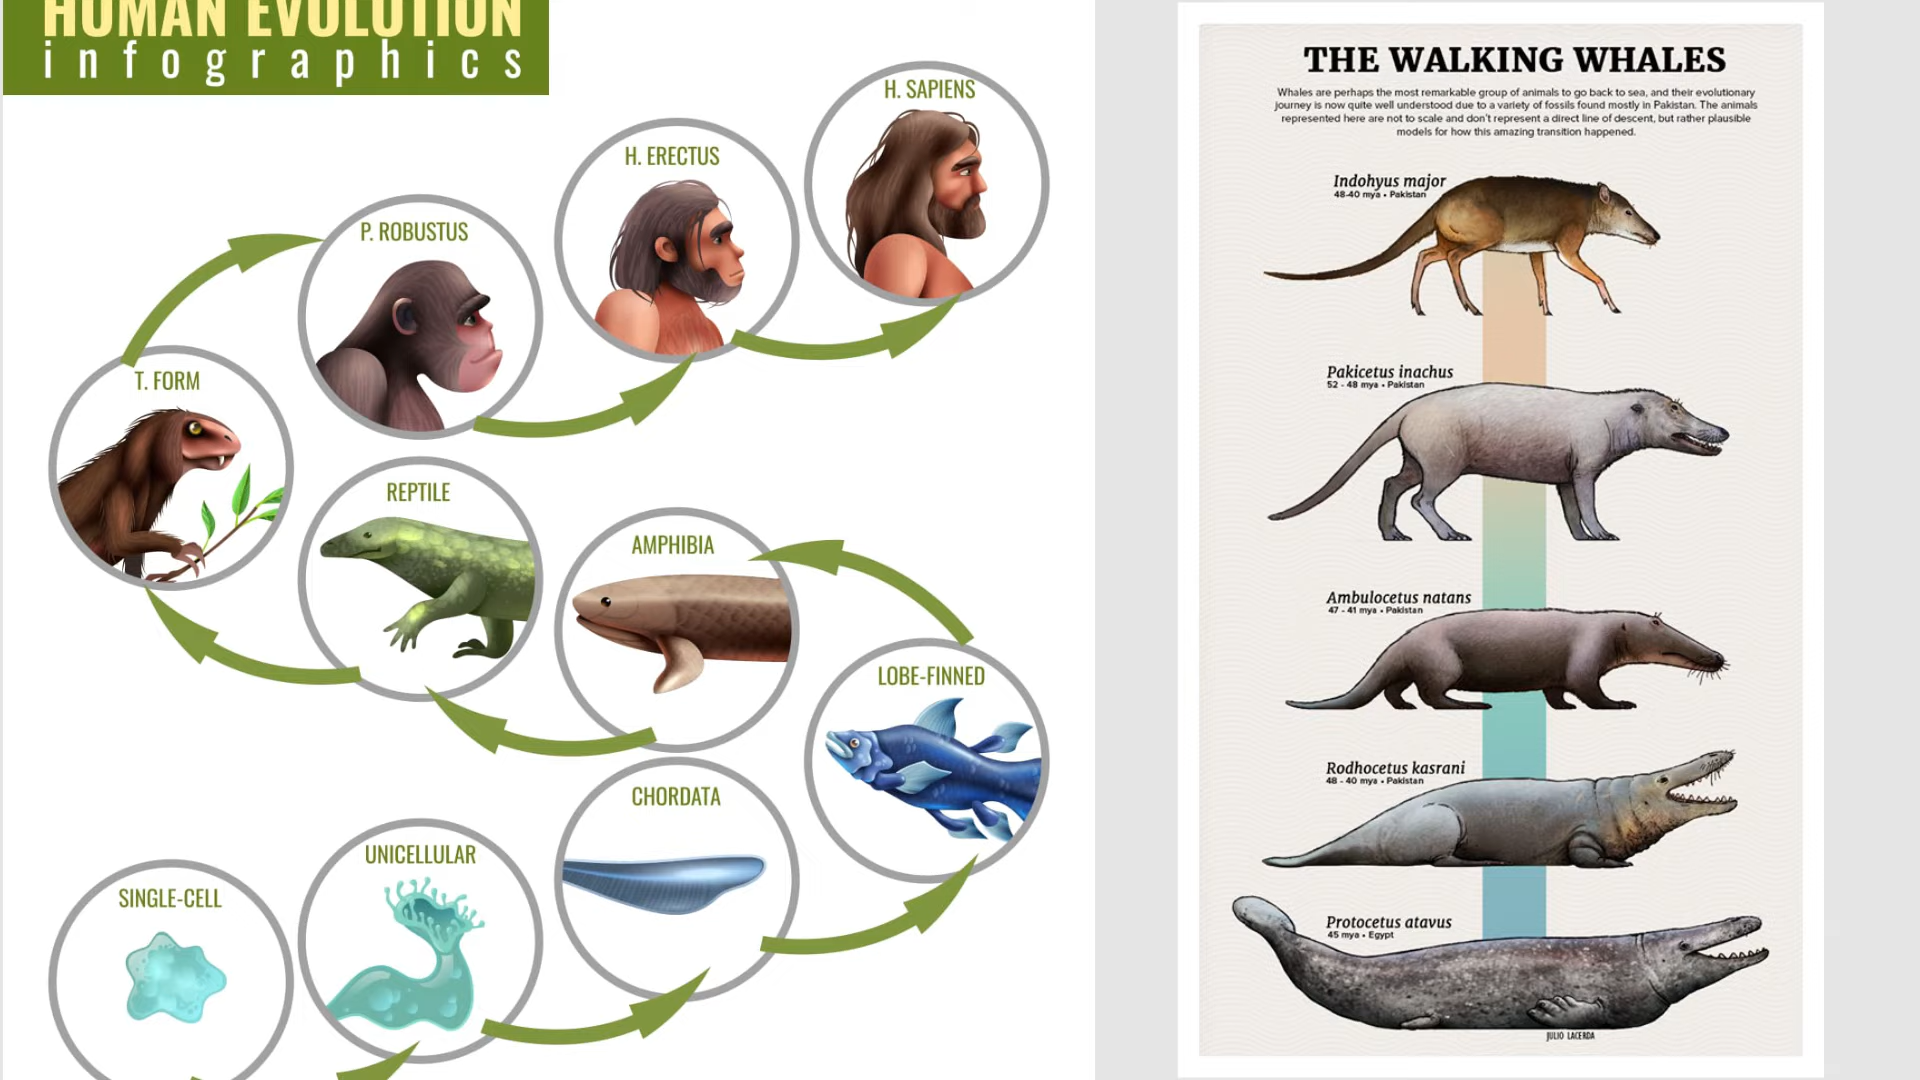 HUMAN EVOLUTION
infographics
H. SAPIENS
H. ERECTUS
P. ROBUSTUS
T. FORM
REPTILE
AMPHIBIA
LOBE-FINNED
CHORDATA
UNICELLULAR
SINGLE-CELL
THE WALKING WHALES
Whales are perhaps the most remarkable group of animals to go back to sea, and their evolutionary
journey is now quite well understood due to a variety of fossils found mostly in Pakistan. The animals
represented here are not to scale and don't represent a direct line of descent, but rather plausible
models for how this amazing transition happened.
Indohyus major
48-40 mya • Pakistan
Pakicetus inachus
52 - 48 mya • Pakistan
Ambulocetus natans
47 - 41 mya • Pakistan
Rodhocetus kasrani
48 - 40 mya • Pakistan
Protocetus atavus
45 mya • Egypt
JULIO LACERDA